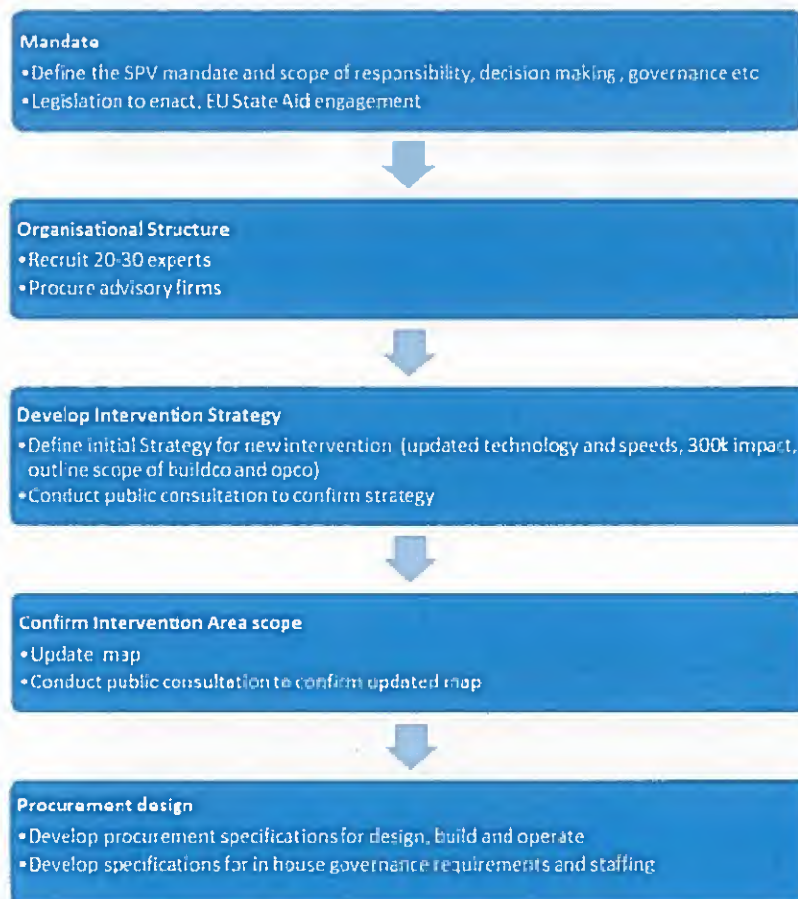 Mandate
•Define the SPV mandate and scope of responsibility, decision making , governance etc
•Legislation to enact, EU State Aid engagement
Organisational Structure
•Recruit 20-30 experts
•Procure advisory firms
Develop Intervention Strategy
•Define initial Strategy for new intervention (updated technology and speeds, 300k impact,
outline scope of buildco and opco)
•Conduct public consultation to confirm strategy
Confirm Intervention Area scope
•Update map
•Conduct public consultation to confirm updated map
Procurement design
•Develop procurement specifications for design, build and operate
•Develop specifications for in house governance requirements and staffing